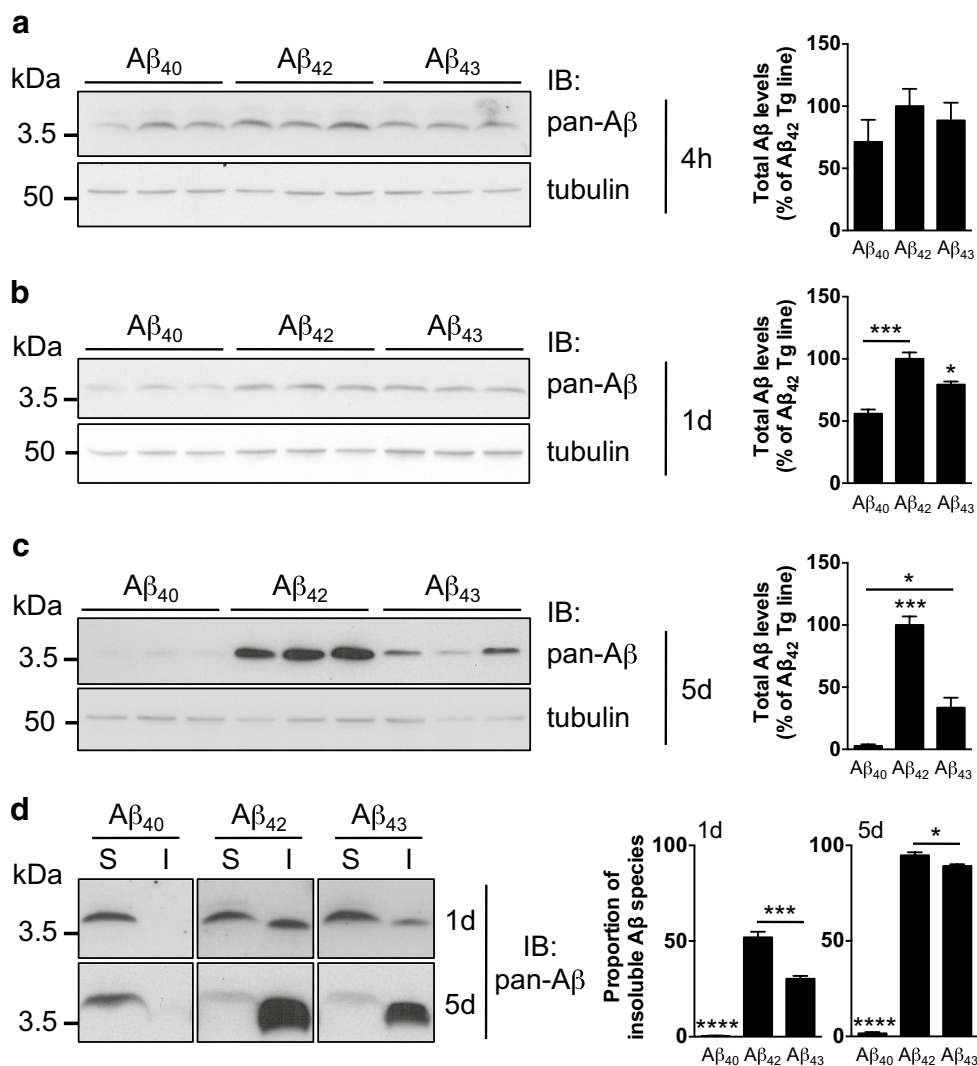 a
kDa
Aβ40 Aβ42 Aβ43
IB:
3.5
pan-Aβ
50
tubulin
4h
Total Aβ levels
(% of Aβ42 Tg line)
150
100
50
0
Aβ40 Aβ42 Aβ43
b
kDa
Aβ40 Aβ42 Aβ43
IB:
3.5
pan-Aβ
50
tubulin
1d
Total Aβ levels
(% of Aβ42 Tg line)
150
100
50
0
***
*
Aβ40 Aβ42 Aβ43
c
kDa
Aβ40 Aβ42 Aβ43
IB:
3.5
pan-Aβ
50
tubulin
5d
Total Aβ levels
(% of Aβ42 Tg line)
150
100
50
0
*
***
Aβ40 Aβ42 Aβ43
d
Aβ40 Aβ42 Aβ43
kDa
S I S I S I
3.5
1d
3.5
5d
IB:
pan-Aβ
Proportion of
insoluble Aβ species
1d
100
50
0
****
***
Aβ40 Aβ42 Aβ43
5d
100
50
0
****
*
Aβ40 Aβ42 Aβ43